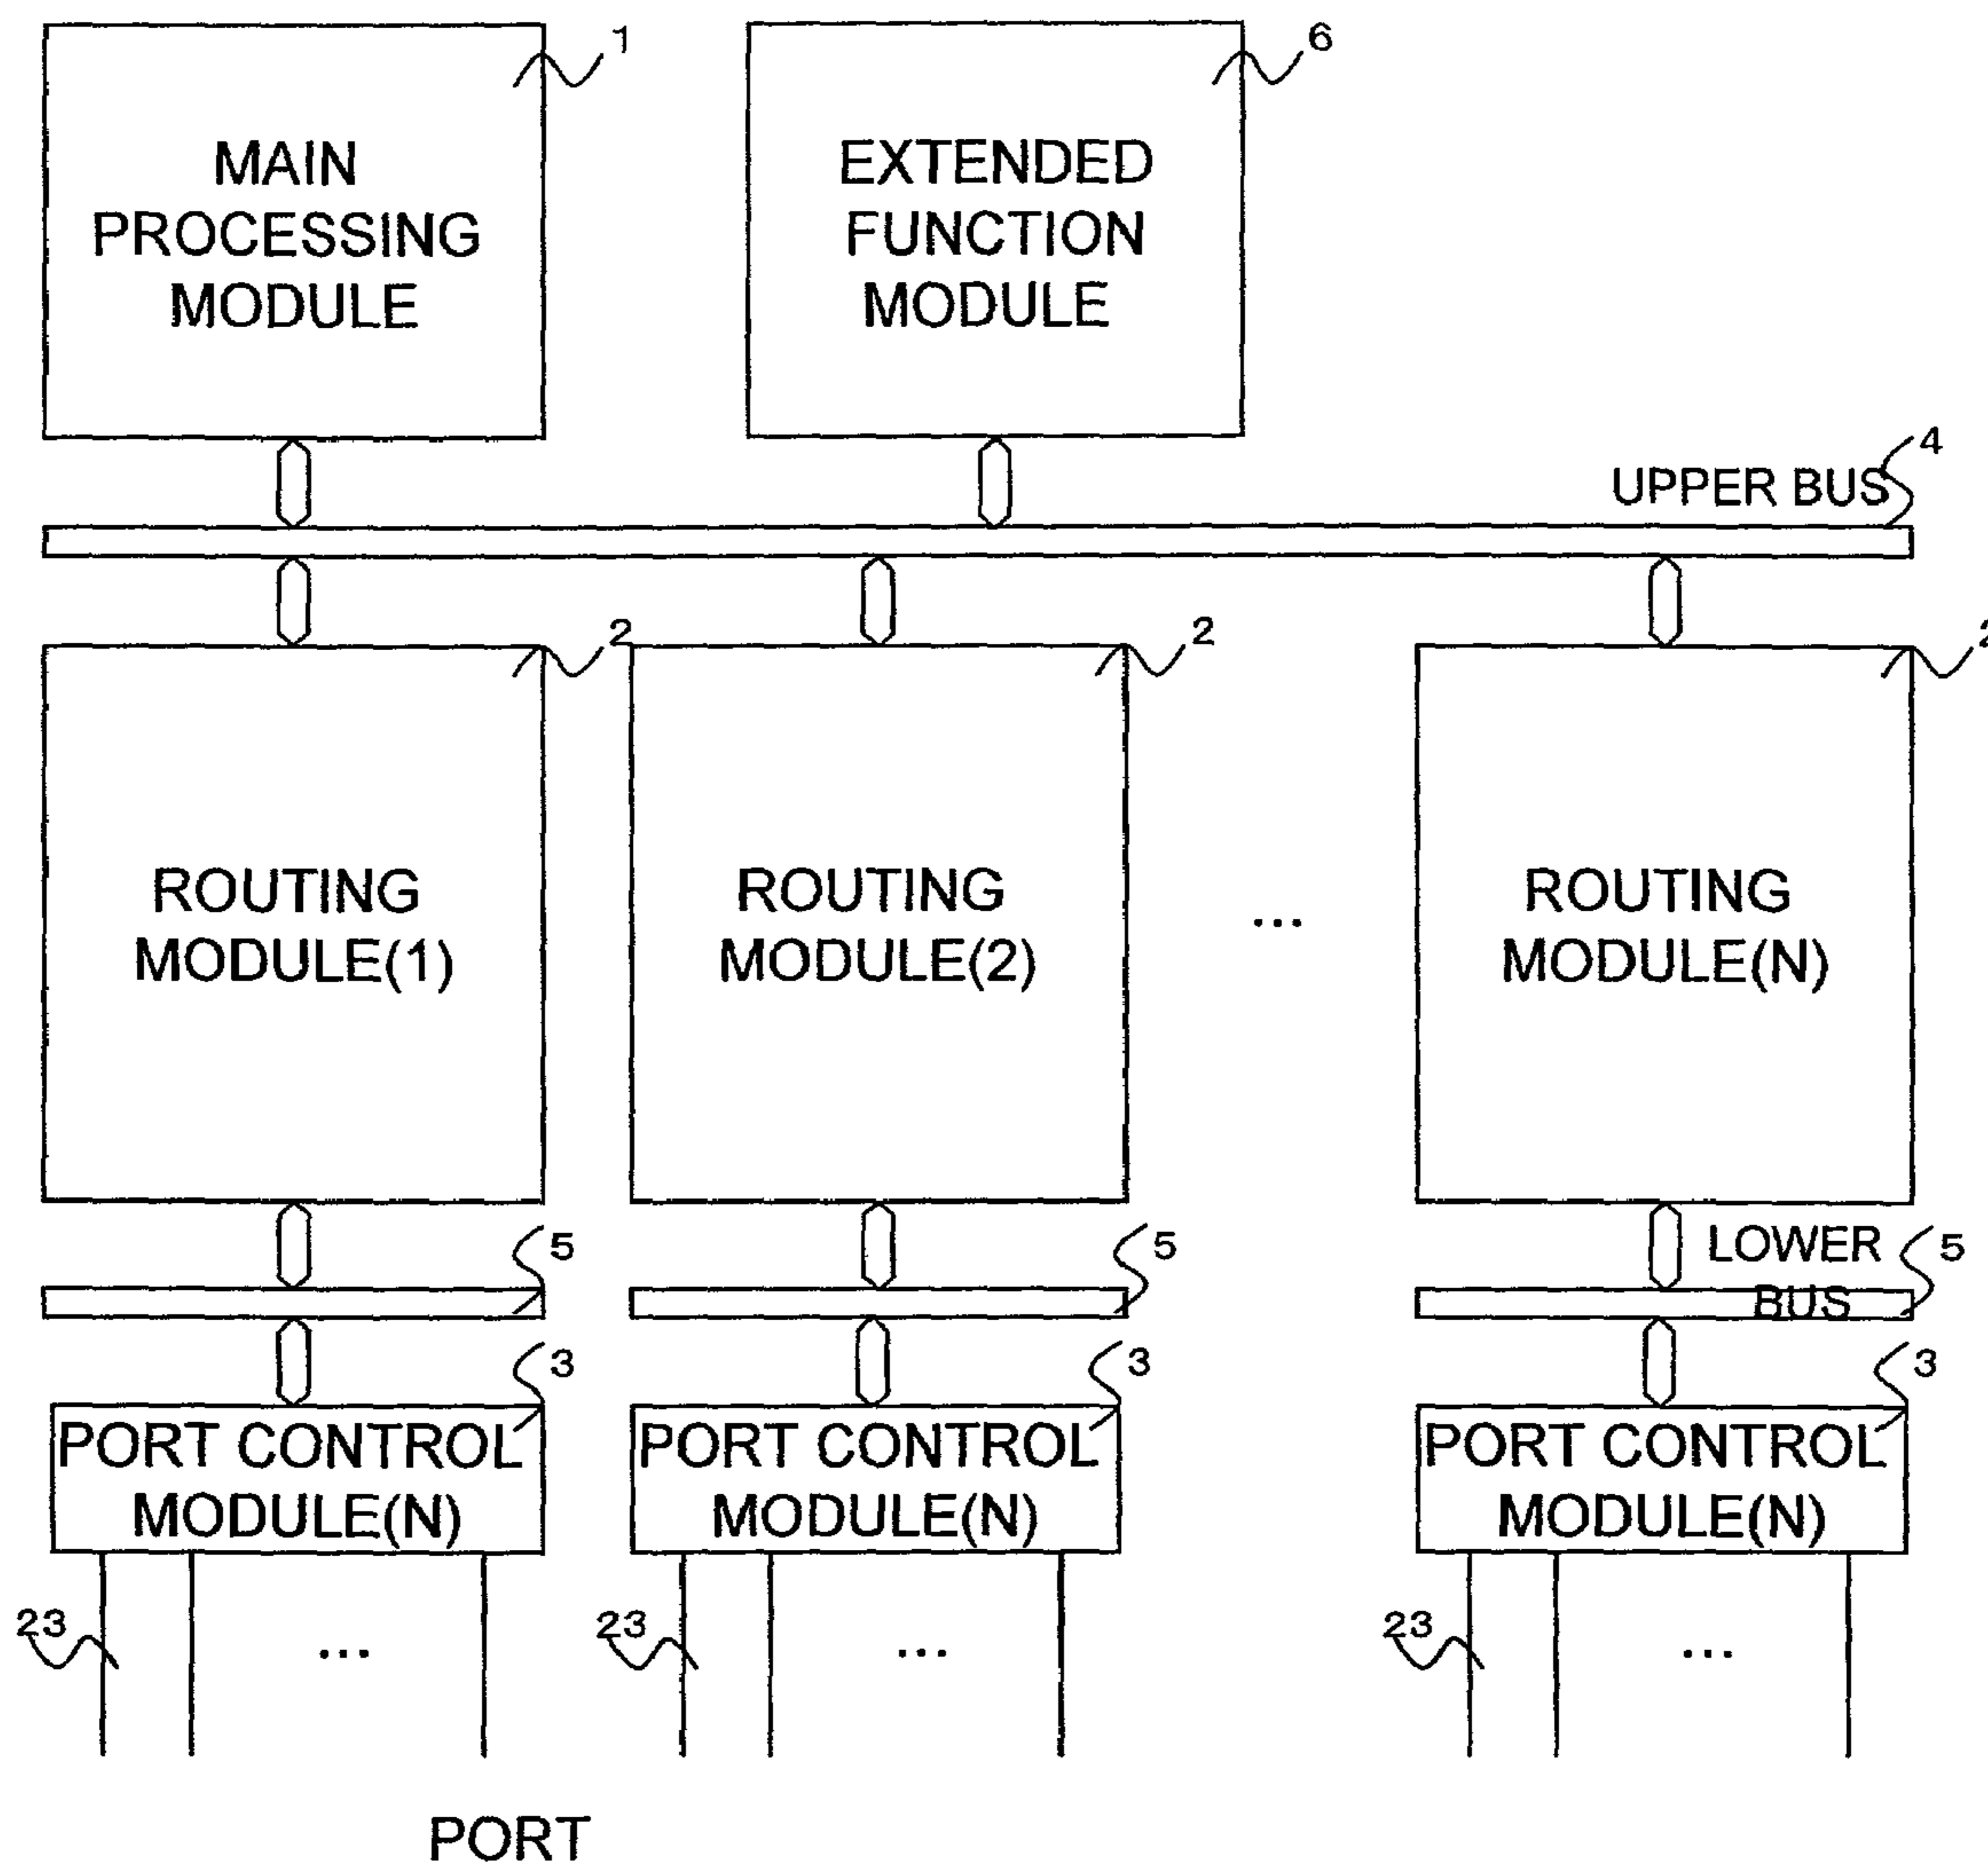 1
6
MAIN
PROCESSING
MODULE
EXTENDED
FUNCTION
MODULE
4
UPPER BUS
2
2
2
ROUTING
MODULE(1)
ROUTING
MODULE(2)
...
ROUTING
MODULE(N)
5
5
LOWER
BUS
5
3
3
3
PORT CONTROL
MODULE(N)
PORT CONTROL
MODULE(N)
PORT CONTROL
MODULE(N)
23
...
23
...
23
...
PORT